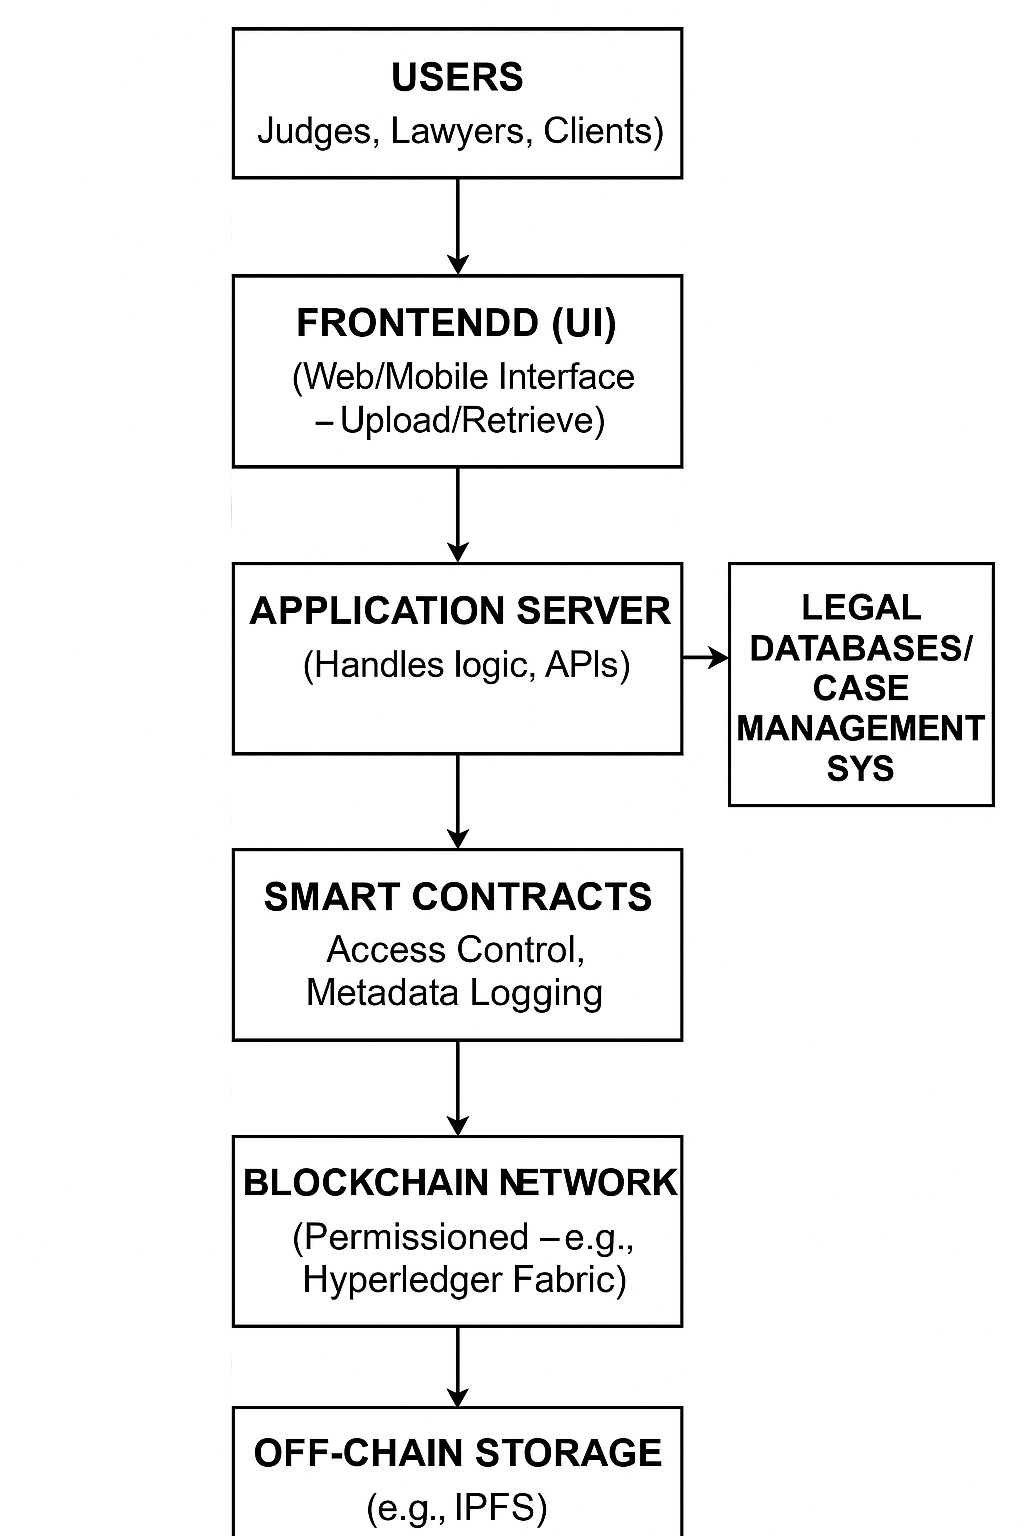 USERS
Judges, Lawyers, Clients)
FRONTENDD (UI)
(Web/Mobile Interface
– Upload/Retrieve)
APPLICATION SERVER
(Handles logic, APIs)
LEGAL
DATABASES/
CASE
MANAGEMENT
SYS
SMART CONTRACTS
Access Control,
Metadata Logging
BLOCKCHAIN NETWORK
(Permissioned – e.g.,
Hyperledger Fabric)
OFF-CHAIN STORAGE
(e.g., IPFS)